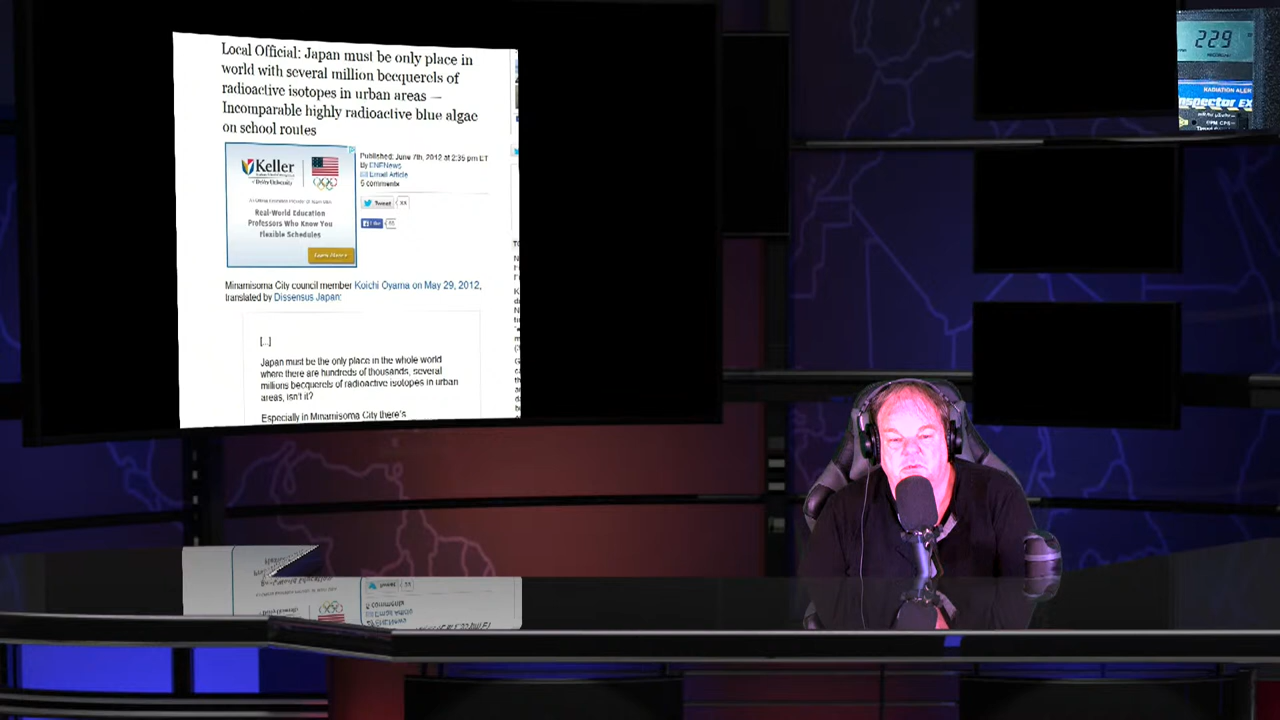 Local Official: Japan must be only place in
world with several million becquerels of
radioactive isotopes in urban areas —
Incomparable highly radioactive blue algae
on school routes
Keller
Real-World Education
Professors Who Know You
Flexible Schedules
Learn More
Published: June 7th, 2012 at 2:35 pm ET
By ENENews
Email Article
5 comments
Tweet
Minamisoma City council member Koichi Oyama on May 29, 2012,
translated by Dissensus Japan:
[...]
Japan must be the only place in the whole world
where there are hundreds of thousands, several
millions becquerels of radioactive isotopes in urban
areas, isn't it?
Especially in Minamisoma City there's
229
RADIATION ALER
nspector EX